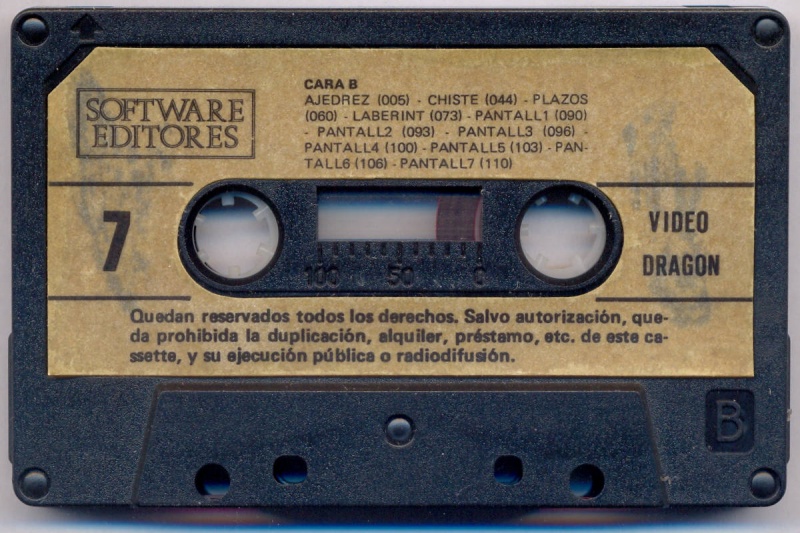 SOFTWARE
EDITORES
CARA B
AJEDREZ (005) - CHISTE (044) - PLAZOS
(060) - LABERINT (073) - PANTALL1 (090)
- PANTALL2 (093) - PANTALL3 (096) -
PANTALL4 (100) - PANTALL5 (103) - PAN-
TALL6 (106) - PANTALL7 (110)
7
VIDEO
DRAGON
100 50 0
Quedan reservados todos los derechos. Salvo autorización, que-
da prohibida la duplicación, alquiler, préstamo, etc. de este ca-
ssette, y su ejecución pública o radiodifusión.
B